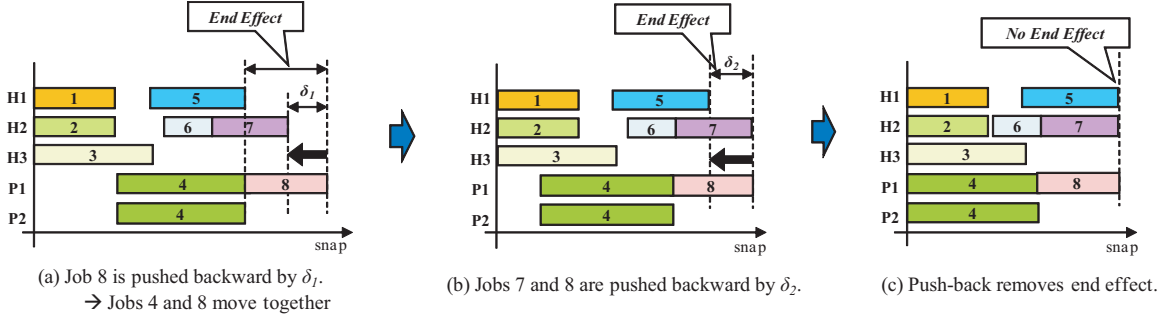 End Effect
δ1
H1
1
5
H2
2
6
7
H3
3
P1
4
8
P2
4
snap
(a) Job 8 is pushed backward by δ1.
→ Jobs 4 and 8 move together
End Effect
δ2
H1
1
5
H2
2
6
7
H3
3
P1
4
8
P2
4
snap
(b) Jobs 7 and 8 are pushed backward by δ2.
No End Effect
H1
1
5
H2
2
6
7
H3
3
P1
4
8
P2
4
snap
(c) Push-back removes end effect.